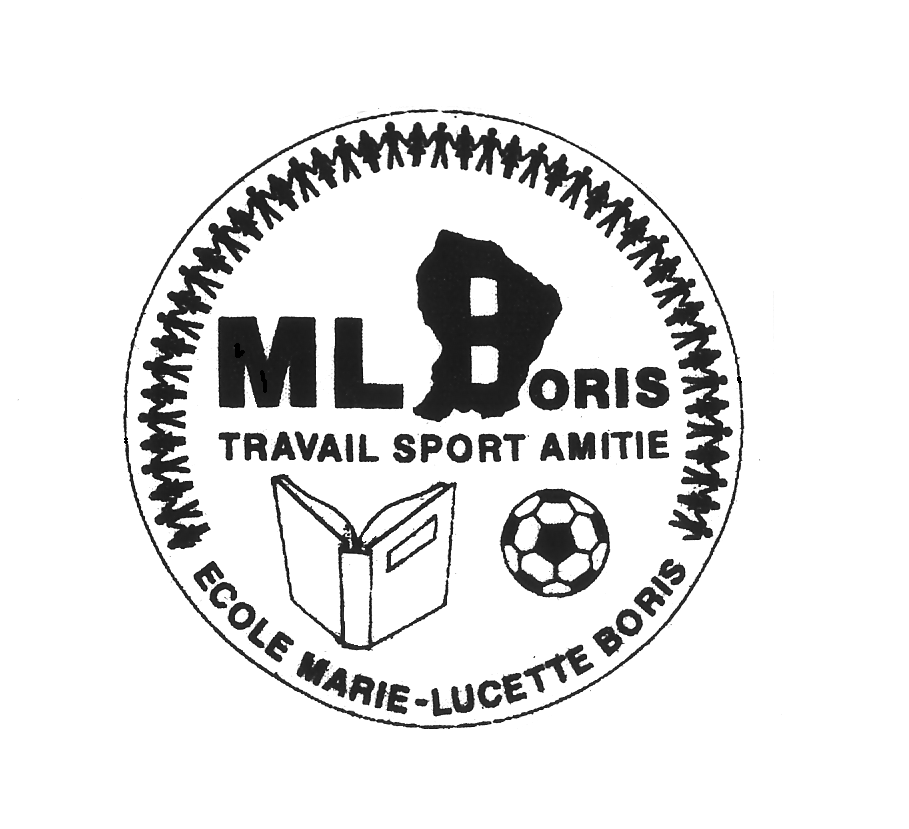 ML BORIS
TRAVAIL SPORT AMITIE
ECOLE MARIE-LUCETTE BORIS